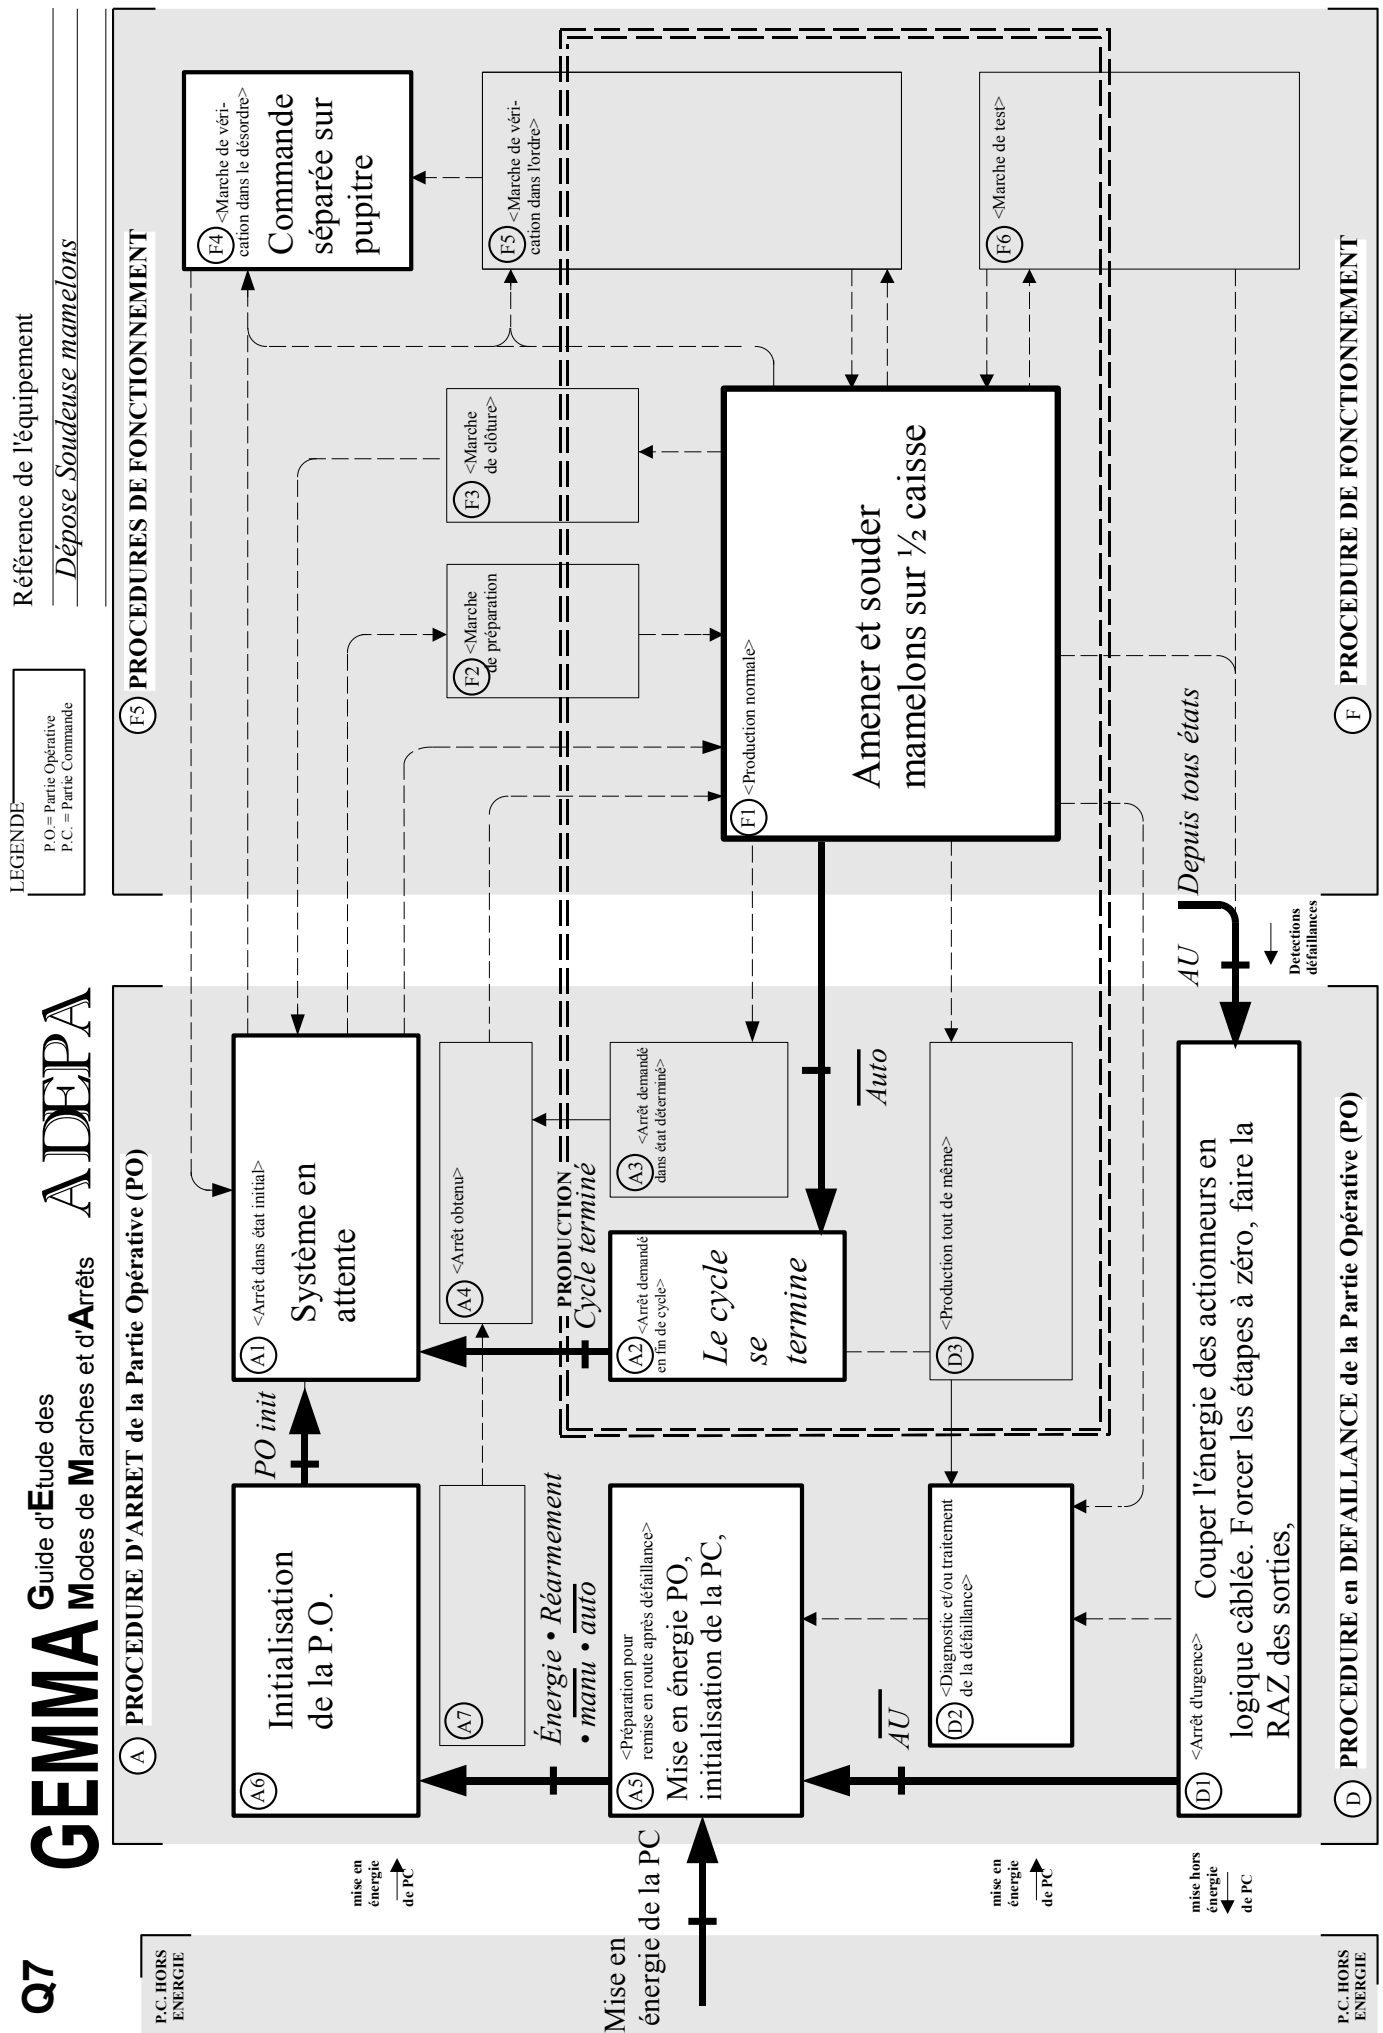 Q7
GEMMA
Guide d'Etude des
Modes de Marches et d'Arrêts
A DEPA
LEGENDE
P.O.= Partie Opérative
P.C. = Partie Commande
Référence de l'équipement
Dépose Soudeuse mamelons
P.C. HORS
ENERGIE
A PROCEDURE D'ARRET de la Partie Opérative (PO)
F5 PROCEDURES DE FONCTIONNEMENT
mise en
énergie
de PC
A6
Initialisation
de la P.O.
PO init
A1 <Arrêt dans état initial>
Système en
attente
F4 <Marche de véri-
cation dans le désordre>
Commande
séparée sur
pupitre
A7
A4 <Arrêt obtenu>
F2 <Marche
de préparation
F3 <Marche
de clôture>
F5 <Marche de véri-
cation dans l'ordre>
Énergie • Réarmement
• manu • auto
PRODUCTION
Cycle terminé
Mise en
énergie de la PC
A5 <Préparation pour
remise en route après défaillance>
Mise en énergie PO,
initialisation de la PC,
A2 <Arrêt demandé
en fin de cycle>
Le cycle
se
termine
A3 <Arrêt demandé
dans état déterminé>
Auto
F1 <Production normale>
Amener et souder
mamelons sur ½ caisse
AU
D2 <Diagnostic et/ou traitement
de la défaillance>
D3 <Production tout de même>
F6 <Marche de test>
mise en
énergie
de PC
AU
Depuis tous états
mise hors
énergie
de PC
D1 <Arrêt d'urgence> Couper l'énergie des actionneurs en
logique câblée. Forcer les étapes à zéro, faire la
RAZ des sorties,
Detections
défaillances
P.C. HORS
ENERGIE
D PROCEDURE en DEFAILLANCE de la Partie Opérative (PO)
F PROCEDURE DE FONCTIONNEMENT